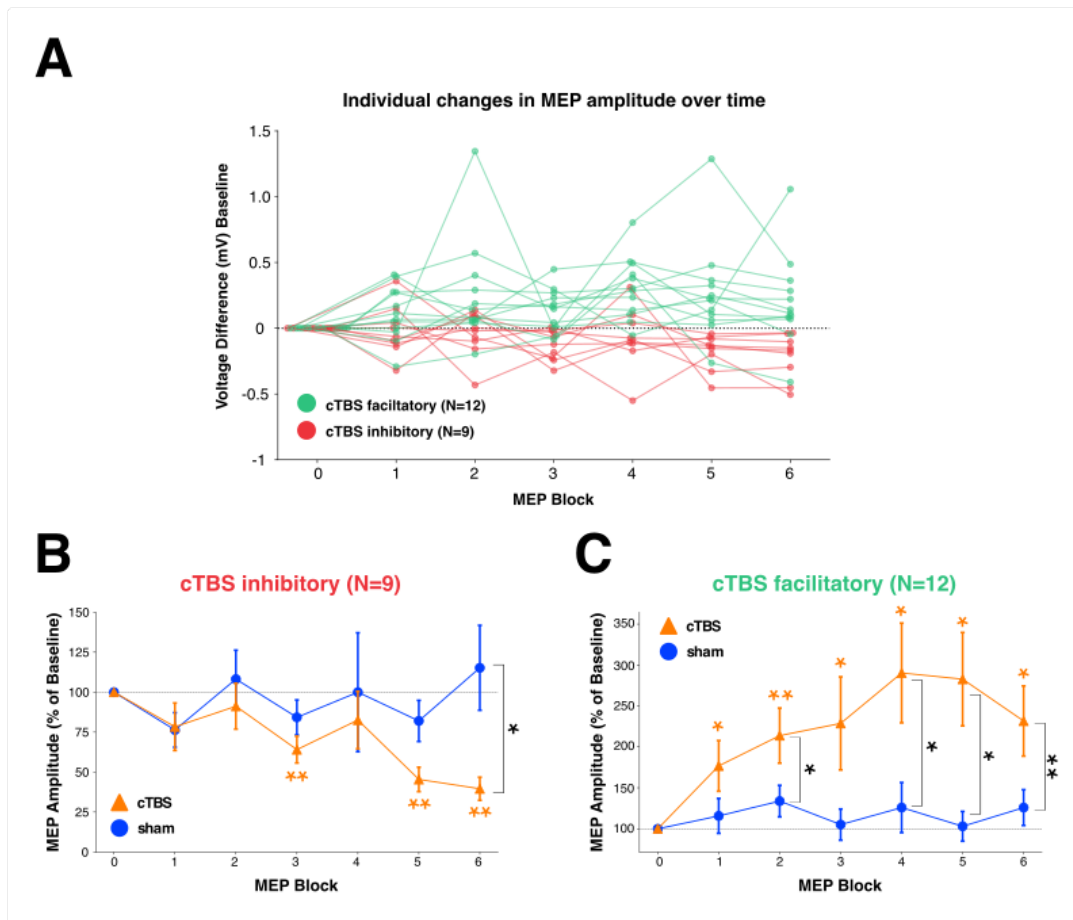 A
Individual changes in MEP amplitude over time
Voltage Difference (mV) Baseline
1.5
1.0
0.5
0
-0.5
-1
cTBS faciltatory (N=12)
cTBS inhibitory (N=9)
0 1 2 3 4 5 6
MEP Block
B
cTBS inhibitory (N=9)
MEP Amplitude (% of Baseline)
150
125
100
75
50
25
0
**
**
**
*
cTBS
sham
0 1 2 3 4 5 6
MEP Block
C
cTBS facilitatory (N=12)
MEP Amplitude (% of Baseline)
350
300
250
200
150
100
cTBS
sham
*
**
*
*
*
*
*
*
*
**
0 1 2 3 4 5 6
MEP Block